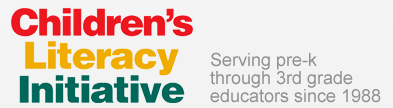 Children's
Literacy
Initiative
Serving pre-k
through 3rd grade
educators since 1988